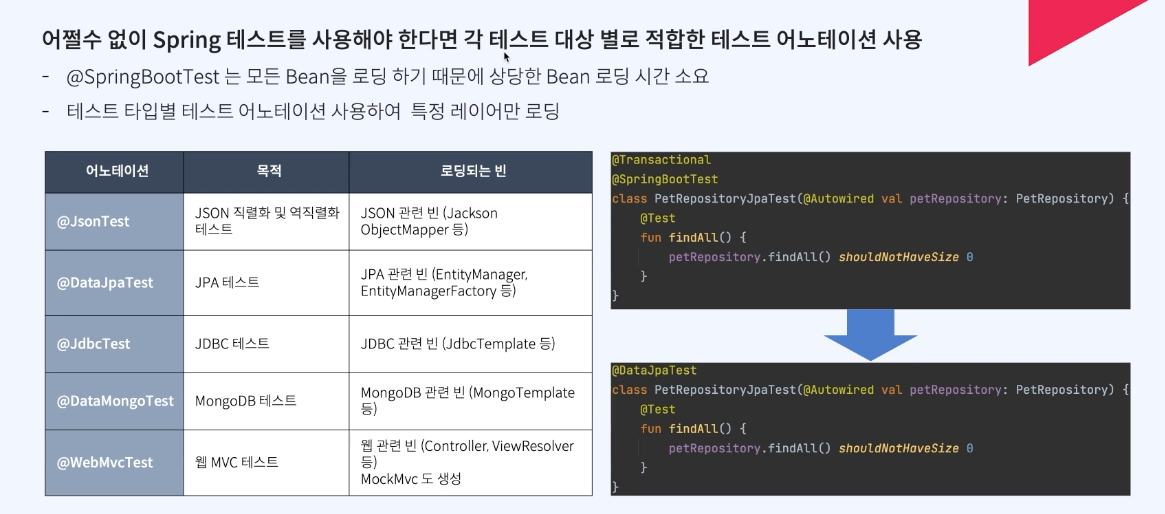 어쩔수 없이 Spring 테스트를 사용해야 한다면 각 테스트 대상 별로 적합한 테스트 어노테이션 사용
- @SpringBootTest 는 모든 Bean을 로딩 하기 때문에 상당한 Bean 로딩 시간 소요
- 테스트 타입별 테스트 어노테이션 사용하여 특정 레이어만 로딩
어노테이션 목적 로딩되는 빈
@JsonTest
JSON 직렬화 및 역직렬화
테스트
JSON 관련 빈 (Jackson
ObjectMapper 등)
@DataJpaTest
JPA 테스트
JPA 관련 빈 (EntityManager,
EntityManagerFactory 등)
@JdbcTest
JDBC 테스트
JDBC 관련 빈 (JdbcTemplate 등)
@DataMongoTest
MongoDB 테스트
MongoDB 관련 빈 (MongoTemplate
등)
@WebMvcTest
웹 MVC 테스트
웹 관련 빈 (Controller, ViewResolver
등)
MockMvc 도 생성
@Transactional
@SpringBootTest
class PetRepositoryJpaTest(@Autowired val petRepository: PetRepository) {
@Test
fun findAll() {
petRepository.findAll() shouldNotHaveSize 0
}
}
@DataJpaTest
class PetRepositoryJpaTest(@Autowired val petRepository: PetRepository) {
@Test
fun findAll() {
petRepository.findAll() shouldNotHaveSize 0
}
}